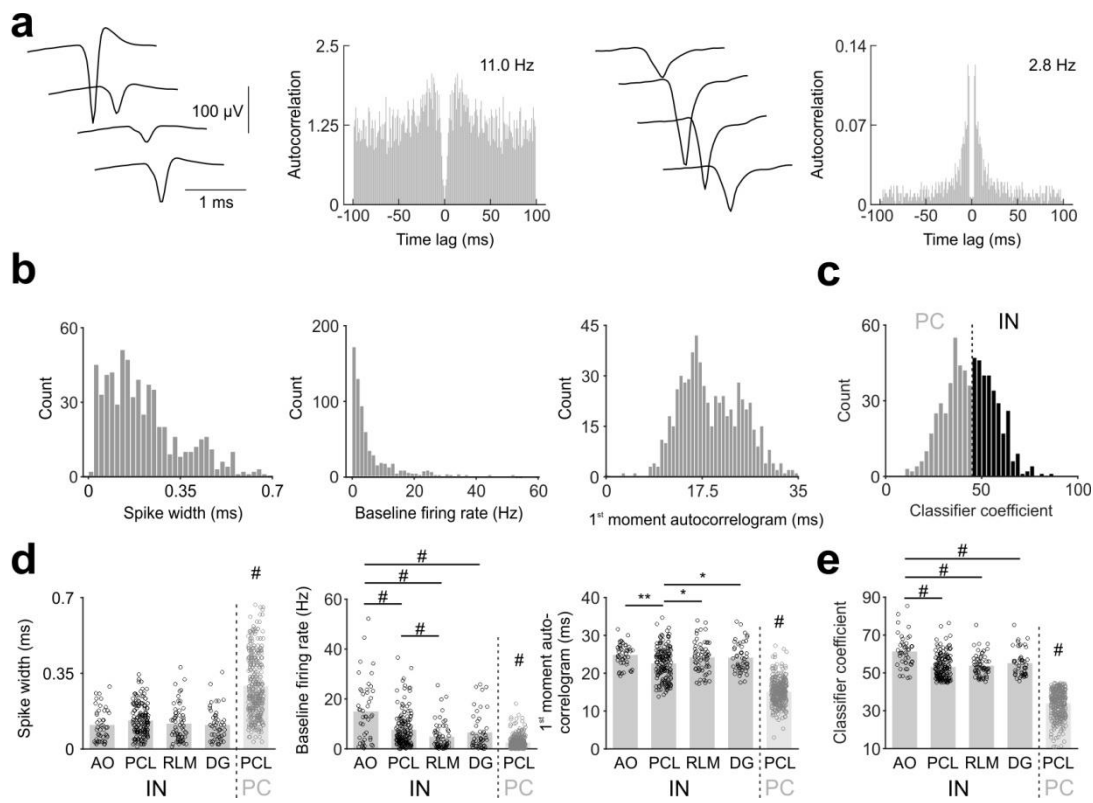 a
100 µV
1 ms
Autocorrelation
2.5
1.25
0
11.0 Hz
-100 -50 0 50 100
Time lag (ms)
Autocorrelation
0.14
0.07
0
2.8 Hz
-100 -50 0 50 100
Time lag (ms)
b
Count
60
30
0
0 0.35 0.7
Spike width (ms)
Count
200
100
0
0 20 40 60
Baseline firing rate (Hz)
Count
45
30
15
0
0 17.5 35
1st moment autocorrelogram (ms)
c
PC IN
Count
60
30
0
0 50 100
Classifier coefficient
d
Spike width (ms)
0.7
0.35
0
#
AO PCL RLM DG PCL
IN PC
Baseline firing rate (Hz)
60
40
20
0
#
#
#
#
#
AO PCL RLM DG PCL
IN PC
1st moment auto-
correlogram (ms)
40
30
20
10
0
*
** *
#
AO PCL RLM DG PCL
IN PC
e
Classifier coefficient
90
70
50
30
10
#
#
#
#
AO PCL RLM DG PCL
IN PC